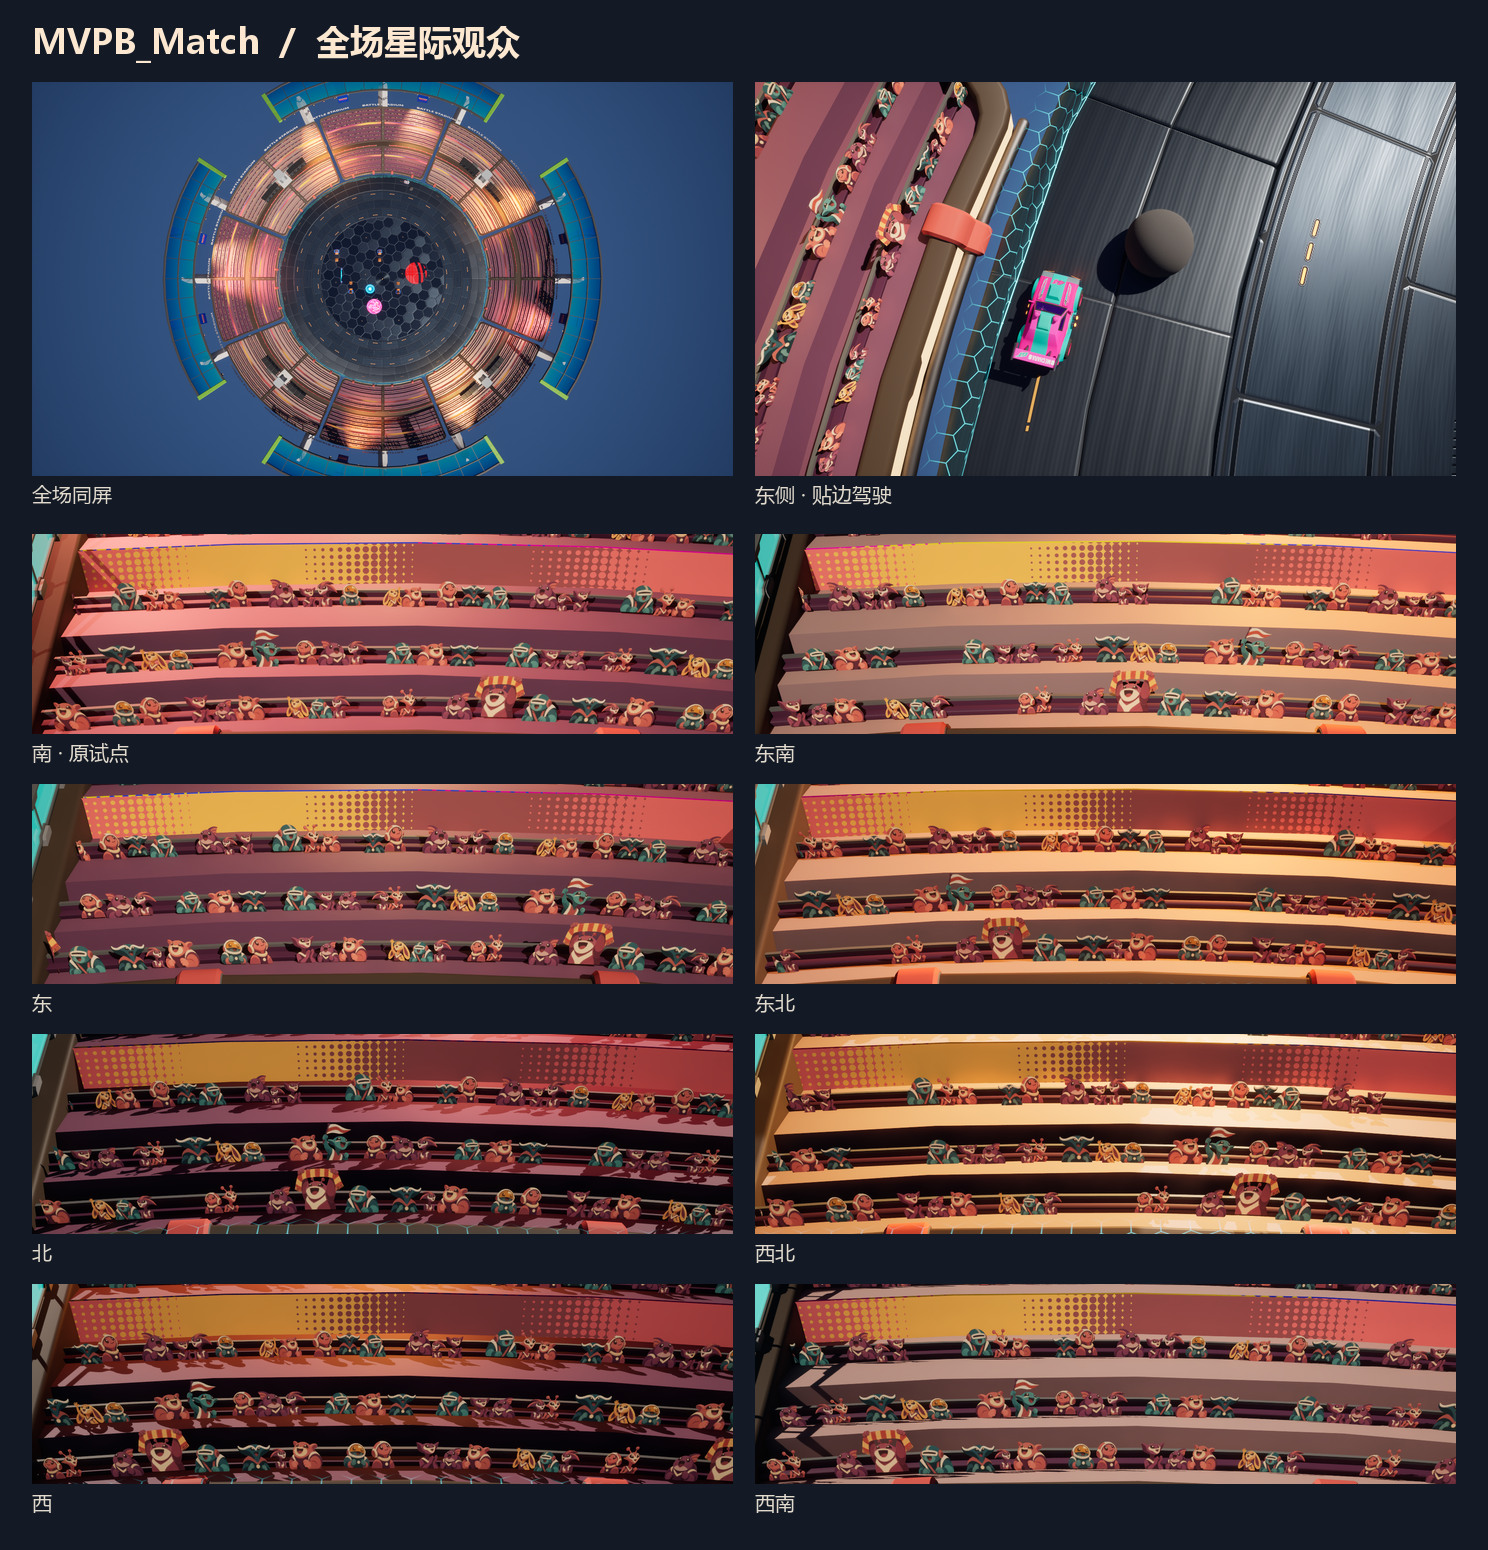 MVPB_Match / 全场星际观众
全场同屏
东侧 · 贴边驾驶
南 · 原试点
东南
东
东北
北
西北
西
西南